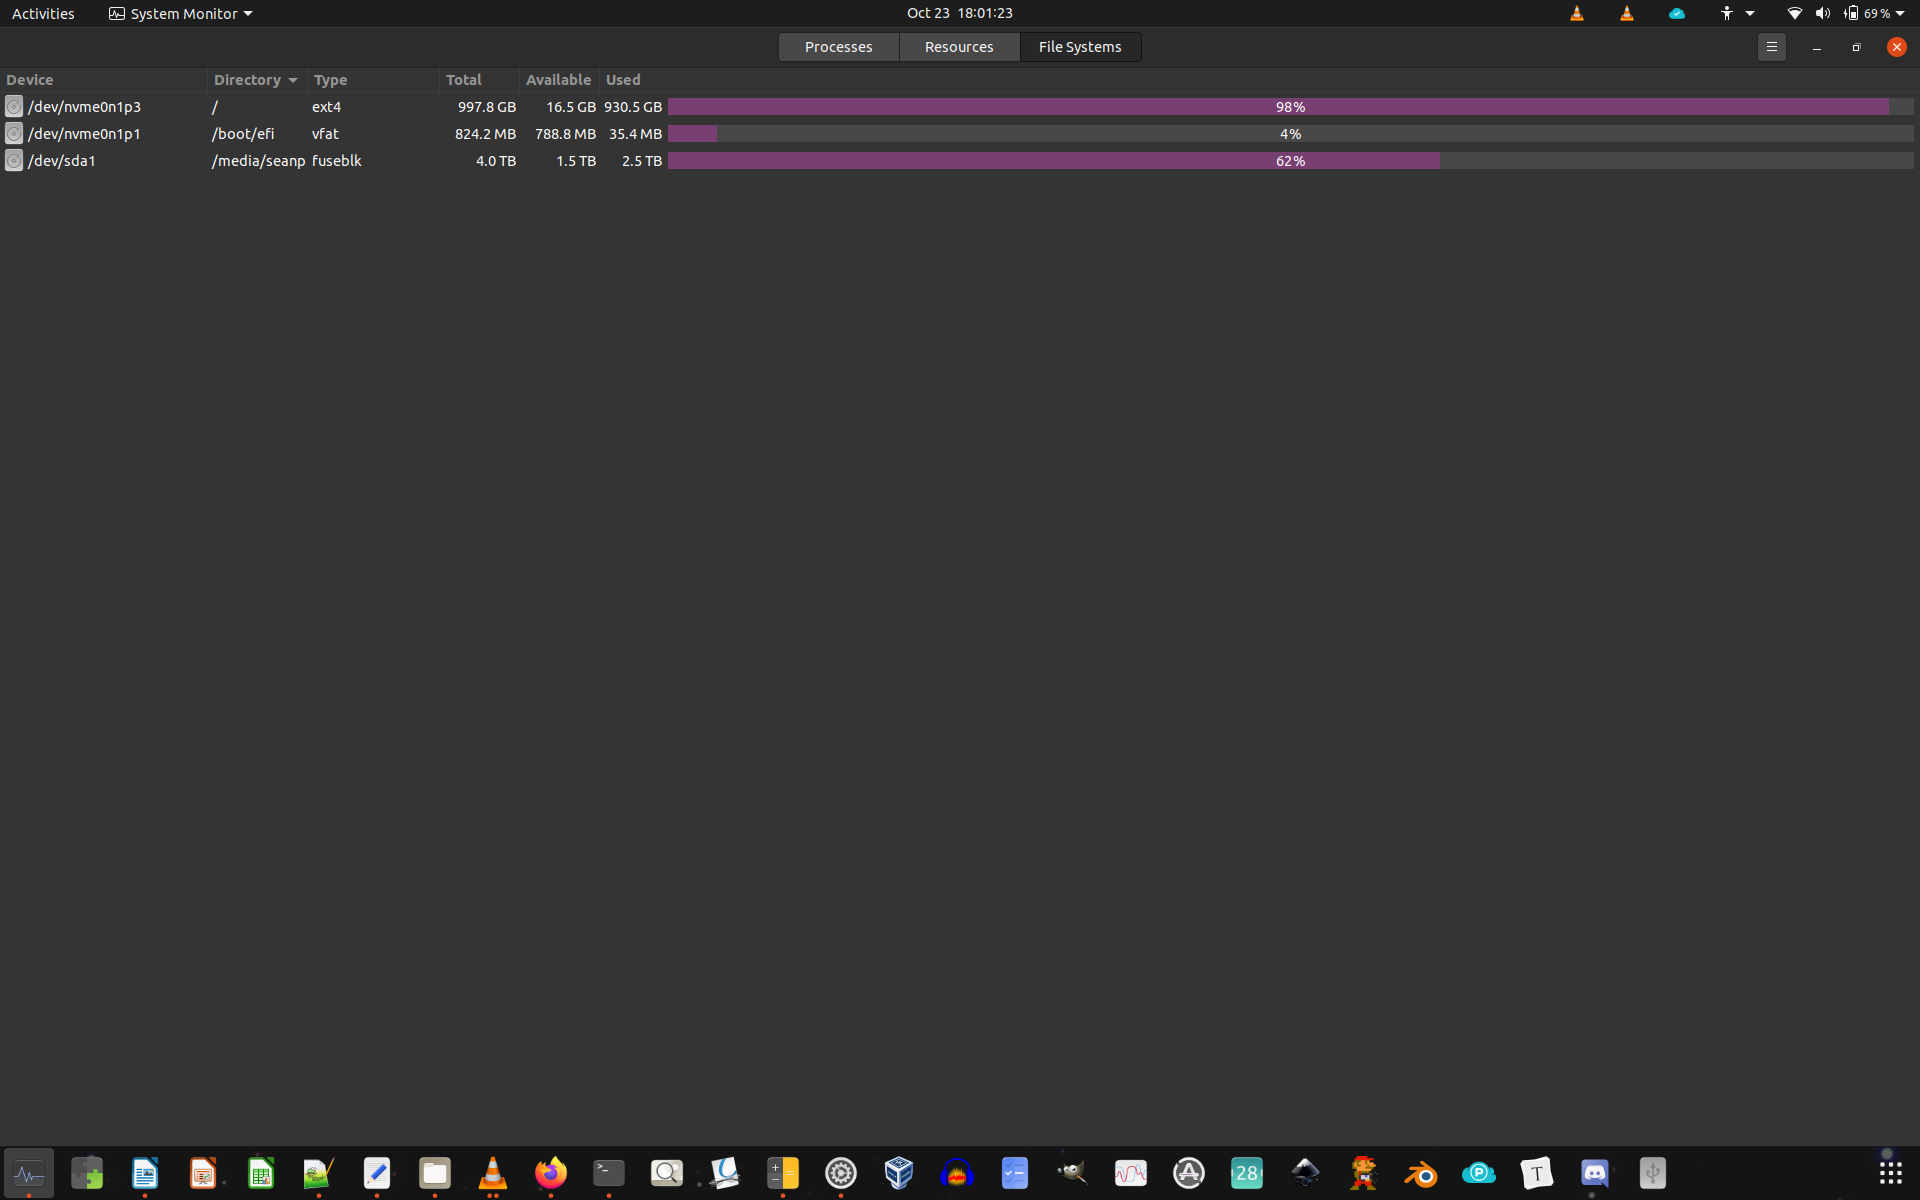 Activities System Monitor Oct 23 18:01:23 69 %
Processes Resources File Systems
Device Directory Type Total Available Used
/dev/nvme0n1p3 / ext4 997.8 GB 16.5 GB 930.5 GB 98%
/dev/nvme0n1p1 /boot/efi vfat 824.2 MB 788.8 MB 35.4 MB 4%
/dev/sda1 /media/seanp fuseblk 4.0 TB 1.5 TB 2.5 TB 62%
28 T